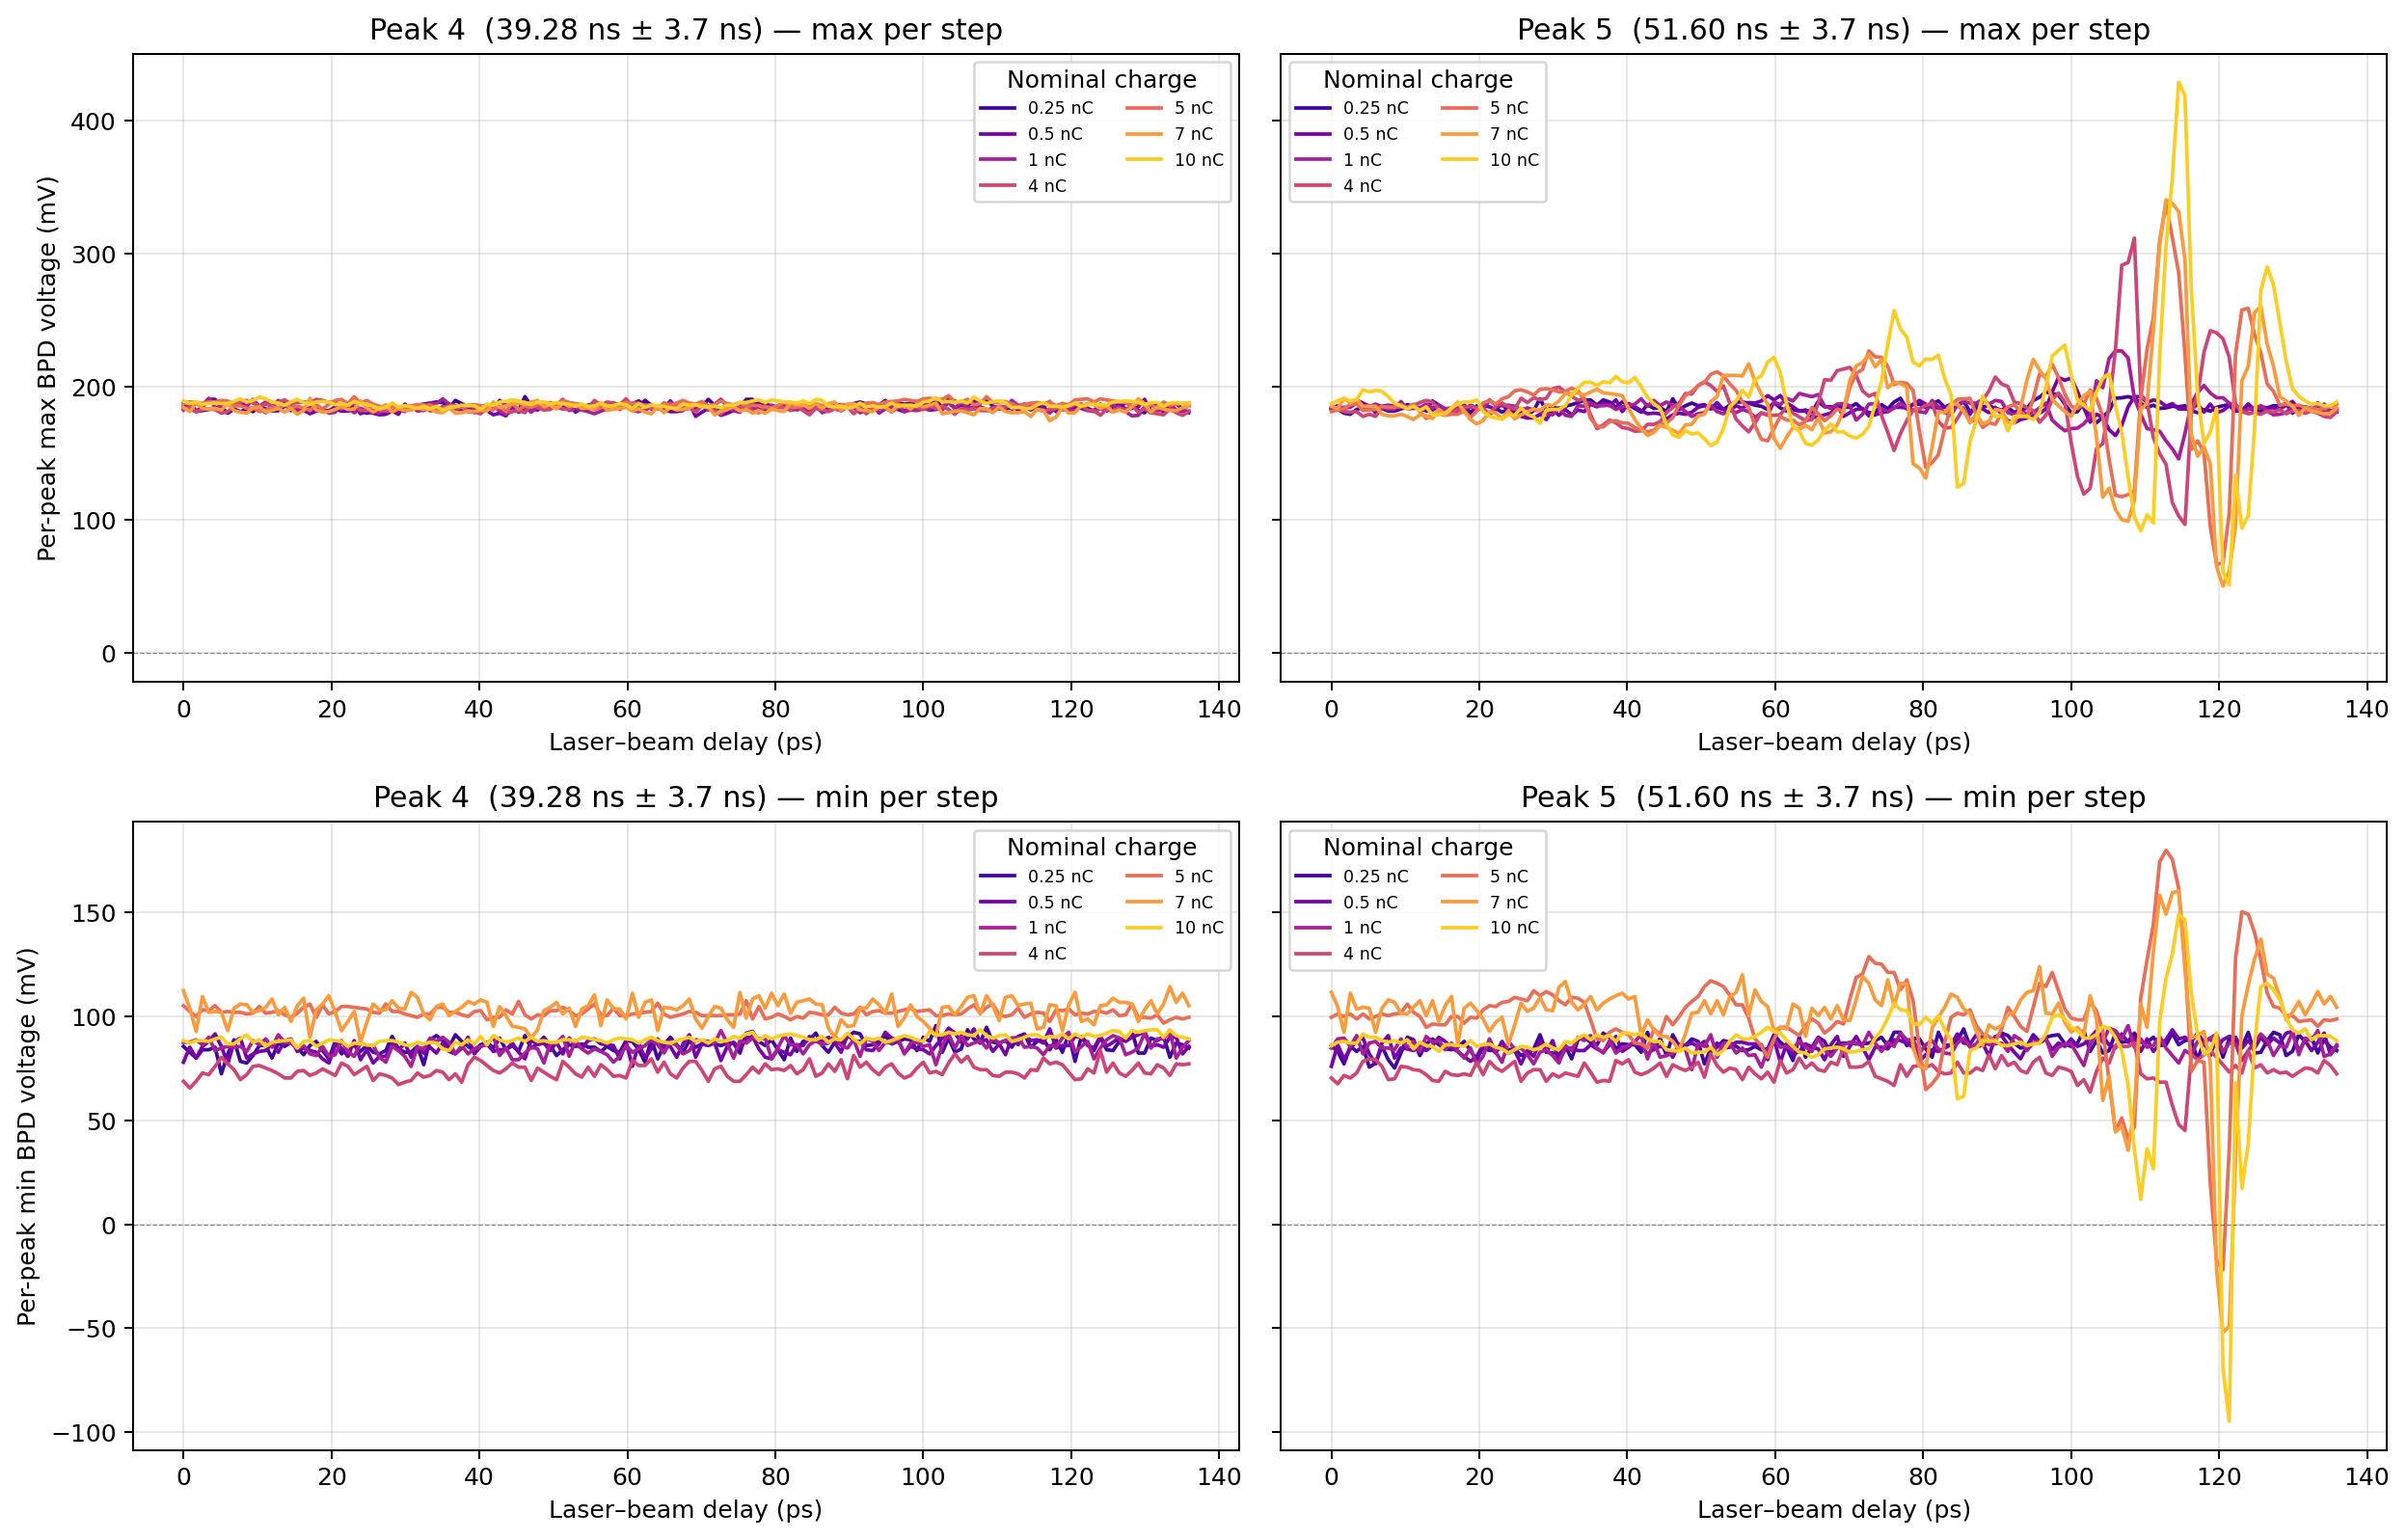 Peak 4  (39.28 ns ± 3.7 ns) — max per step
Per-peak max BPD voltage (mV)
400
300
200
100
0
0 20 40 60 80 100 120 140
Laser–beam delay (ps)
Nominal charge
0.25 nC
0.5 nC
1 nC
4 nC
5 nC
7 nC
10 nC
Peak 5  (51.60 ns ± 3.7 ns) — max per step
Nominal charge
0.25 nC
0.5 nC
1 nC
4 nC
5 nC
7 nC
10 nC
0 20 40 60 80 100 120 140
Laser–beam delay (ps)
Peak 4  (39.28 ns ± 3.7 ns) — min per step
Per-peak min BPD voltage (mV)
150
100
50
0
−50
−100
0 20 40 60 80 100 120 140
Laser–beam delay (ps)
Nominal charge
0.25 nC
0.5 nC
1 nC
4 nC
5 nC
7 nC
10 nC
Peak 5  (51.60 ns ± 3.7 ns) — min per step
Nominal charge
0.25 nC
0.5 nC
1 nC
4 nC
5 nC
7 nC
10 nC
0 20 40 60 80 100 120 140
Laser–beam delay (ps)